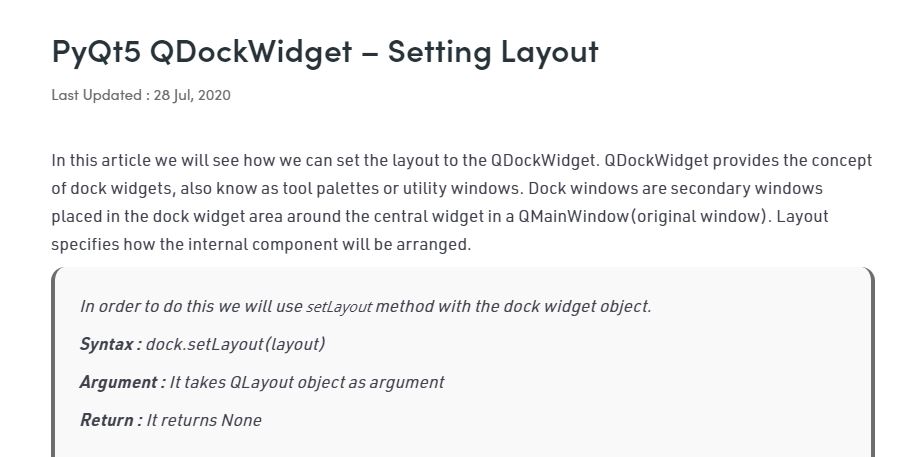 PyQt5 QDockWidget – Setting Layout
Last Updated : 28 Jul, 2020
In this article we will see how we can set the layout to the QDockWidget. QDockWidget provides the concept
of dock widgets, also know as tool palettes or utility windows. Dock windows are secondary windows
placed in the dock widget area around the central widget in a QMainWindow(original window). Layout
specifies how the internal component will be arranged.
In order to do this we will use setLayout method with the dock widget object.
Syntax : dock.setLayout(layout)
Argument : It takes QLayout object as argument
Return : It returns None